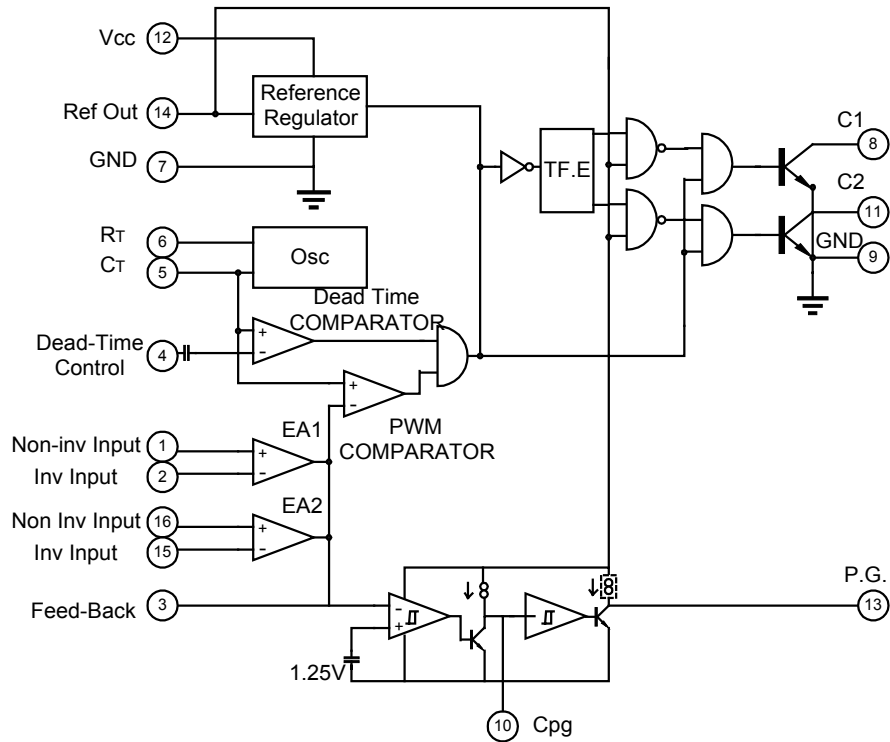 Vcc 12
Ref Out 14
Reference
Regulator
GND 7
TF.E
C1
8
C2
11
GND
9
RT 6
CT 5
Osc
Dead Time
COMPARATOR
+
−
Dead-Time
Control
4
+
−
PWM
COMPARATOR
Non-inv Input 1
Inv Input 2
EA1
+
−
Non Inv Input 16
Inv Input 15
EA2
+
−
Feed-Back 3
−
+
1.25V
P.G.
13
10 Cpg